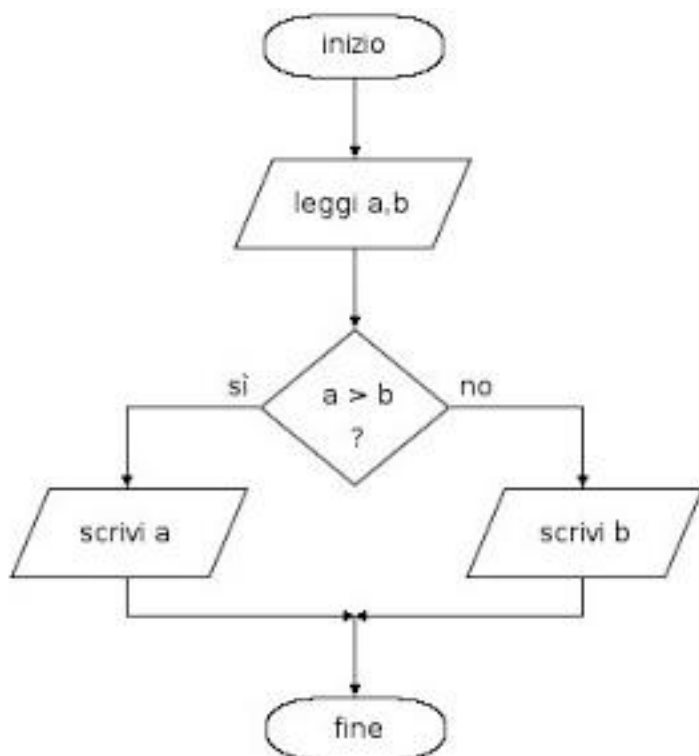 inizio
leggi a,b
sì
a > b
?
no
scrivi a
scrivi b
fine